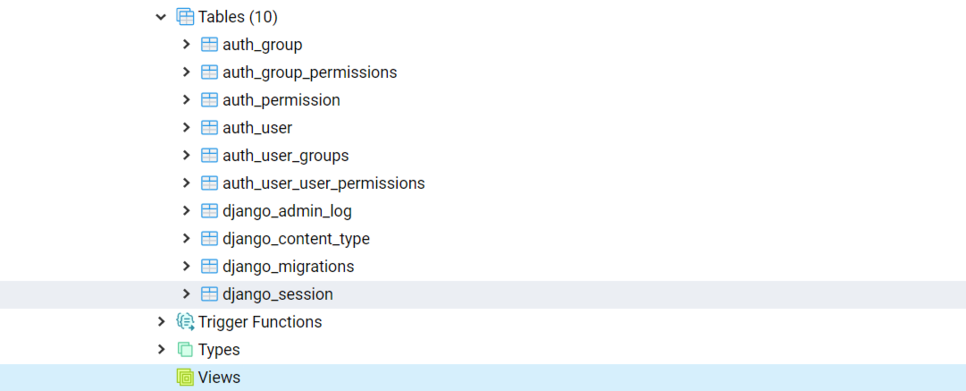 Tables (10)
auth_group
auth_group_permissions
auth_permission
auth_user
auth_user_groups
auth_user_user_permissions
django_admin_log
django_content_type
django_migrations
django_session
Trigger Functions
Types
Views